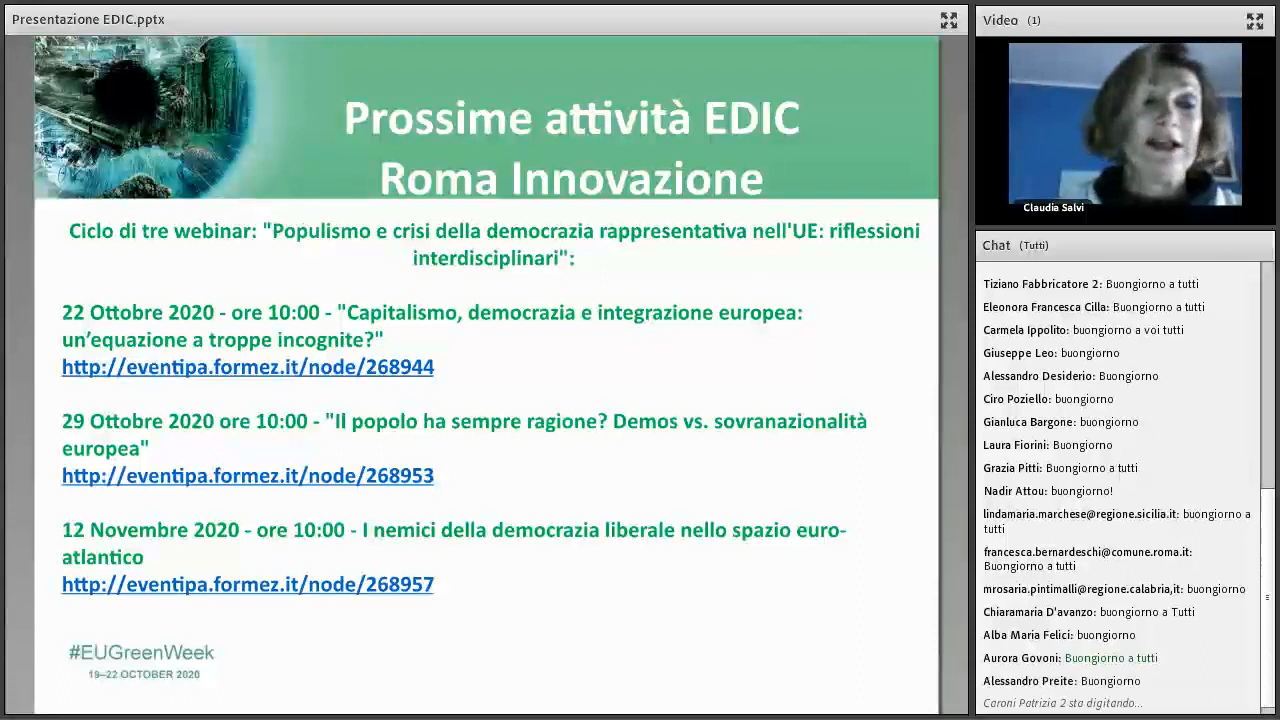 Presentazione EDIC.pptx
Prossime attività EDIC
Roma Innovazione
Ciclo di tre webinar: "Populismo e crisi della democrazia rappresentativa nell'UE: riflessioni
interdisciplinari":
22 Ottobre 2020 - ore 10:00 - "Capitalismo, democrazia e integrazione europea:
un’equazione a troppe incognite?"
http://eventipa.formez.it/node/268944
29 Ottobre 2020 ore 10:00 - "Il popolo ha sempre ragione? Demos vs. sovranazionalità
europea"
http://eventipa.formez.it/node/268953
12 Novembre 2020 - ore 10:00 - I nemici della democrazia liberale nello spazio euro-
atlantico
http://eventipa.formez.it/node/268957
#EUGreenWeek
19–22 OCTOBER 2020
Video (1)
Claudia Salvi
Chat (Tutti)
Tiziano Fabbricatore 2: Buongiorno a tutti
Eleonora Francesca Cilla: Buongiorno a tutti
Carmela Ippolito: buongiorno a voi tutti
Giuseppe Leo: buongiorno
Alessandro Desiderio: Buongiorno
Ciro Poziello: buongiorno
Gianluca Bargone: buongiorno
Laura Fiorini: Buongiorno
Grazia Pitti: Buongiorno a tutti
Nadir Attou: buongiorno!
lindamaria.marchese@regione.sicilia.it: buongiorno a
tutti
francesca.bernardeschi@comune.roma.it:
Buongiorno a tutti
mrosaria.pintimalli@regione.calabria,it: buongiorno
Chiaramaria D'avanzo: buongiorno a Tutti
Alba Maria Felici: buongiorno
Aurora Govoni: Buongiorno a tutti
Alessandro Preite: Buongiorno
Caroni Patrizia 2 sta digitando...